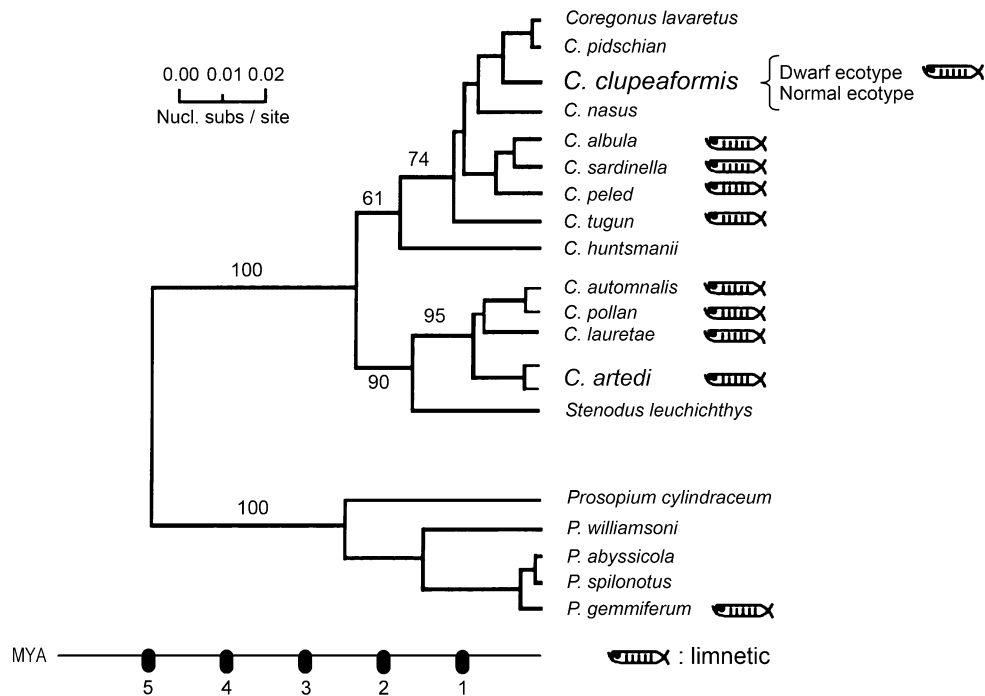 Coregonus lavaretus
C. pidschian
C. clupeaformis
Dwarf ecotype
Normal ecotype
0.00 0.01 0.02
Nucl. subs / site
C. nasus
C. albula
74
C. sardinella
C. peled
61
C. tugun
C. huntsmanii
100
C. automnalis
95
C. pollan
C. lauretae
90
C. artedi
Stenodus leuchichthys
100
Prosopium cylindraceum
P. williamsoni
P. abyssicola
P. spilonotus
P. gemmiferum
MYA
5 4 3 2 1
: limnetic